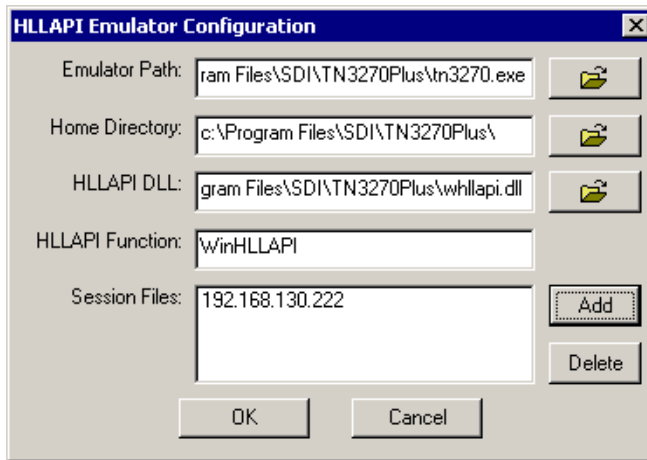 HLLAPI Emulator Configuration
Emulator Path: ram Files\SDI\TN3270Plus\tn3270.exe
Home Directory: c:\Program Files\SDI\TN3270Plus\
HLLAPI DLL: gram Files\SDI\TN3270Plus\whllapi.dll
HLLAPI Function: WinHLLAPI
Session Files: 192.168.130.222
Add
Delete
OK Cancel